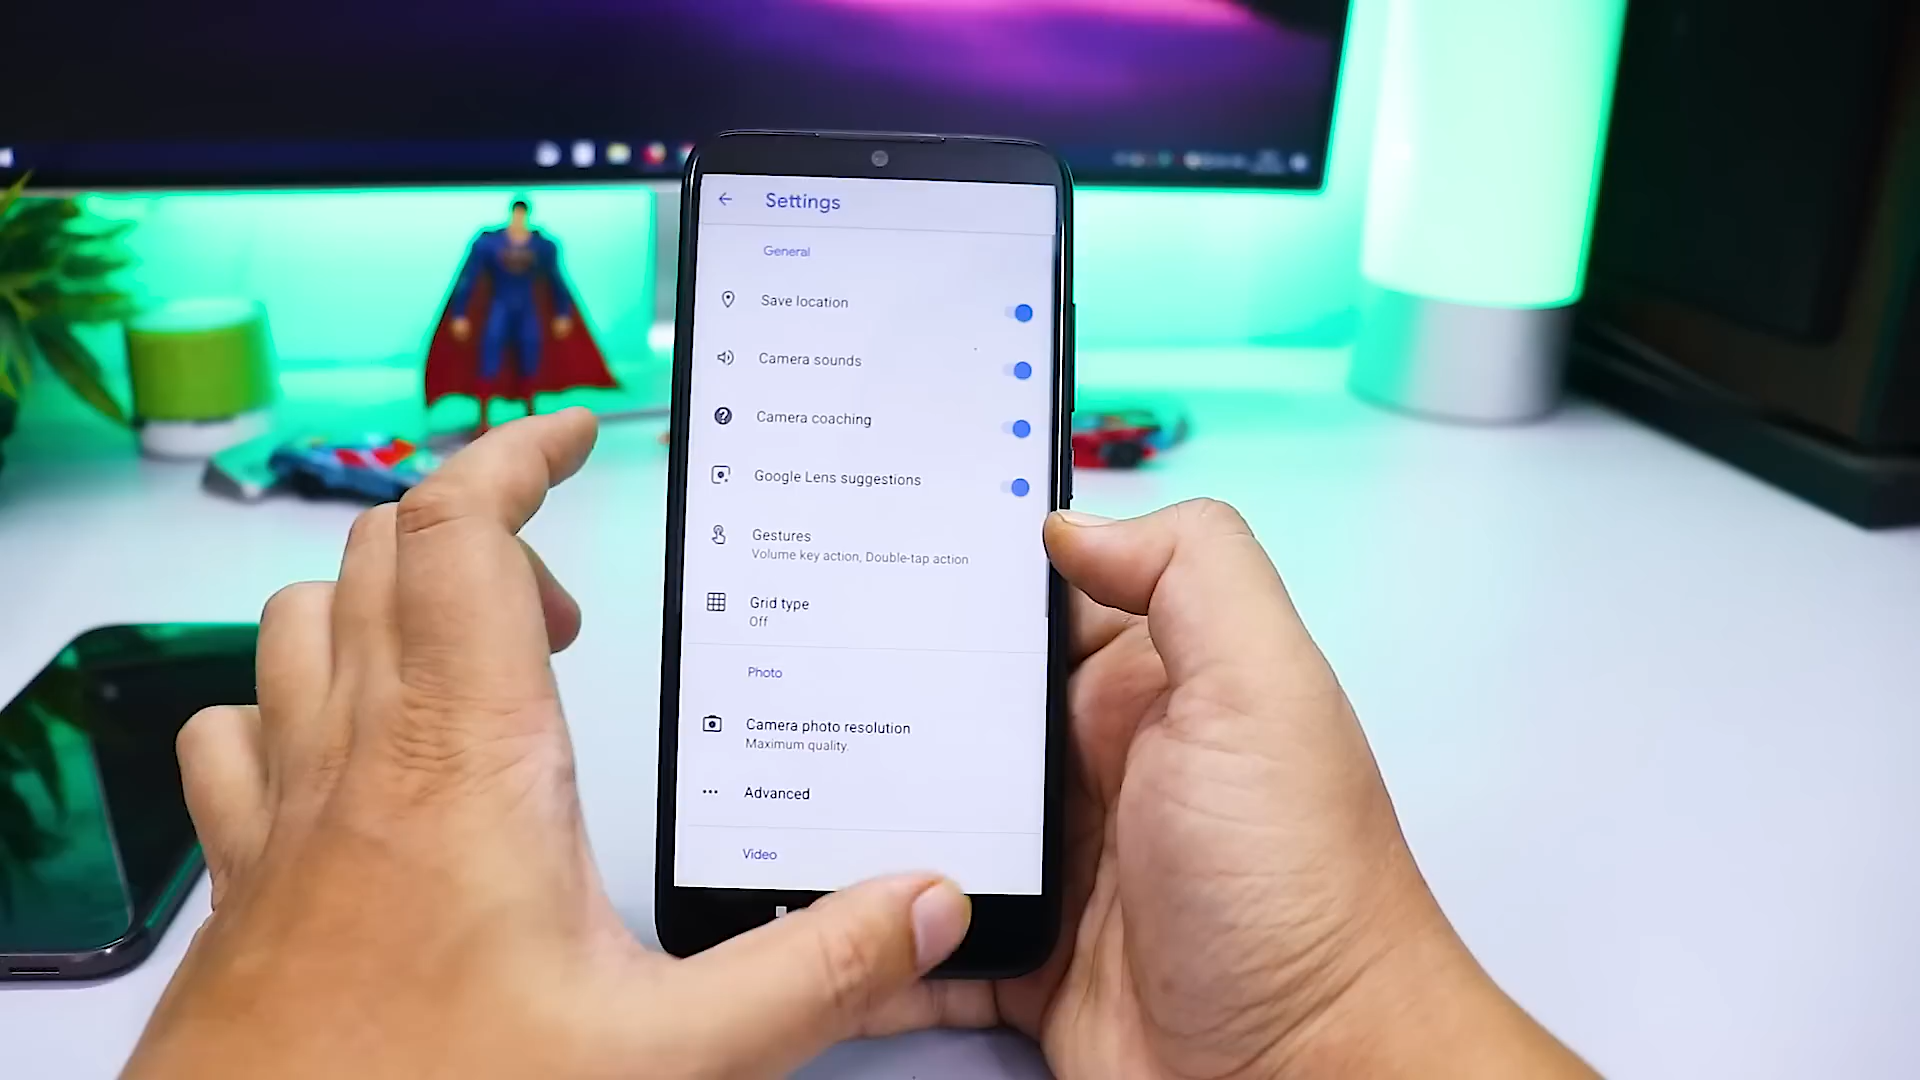 Settings
General
Save location
Camera sounds
Camera coaching
Google Lens suggestions
Gestures
Volume key action, Double-tap action
Grid type
Off
Photo
Camera photo resolution
Maximum quality.
Advanced
Video